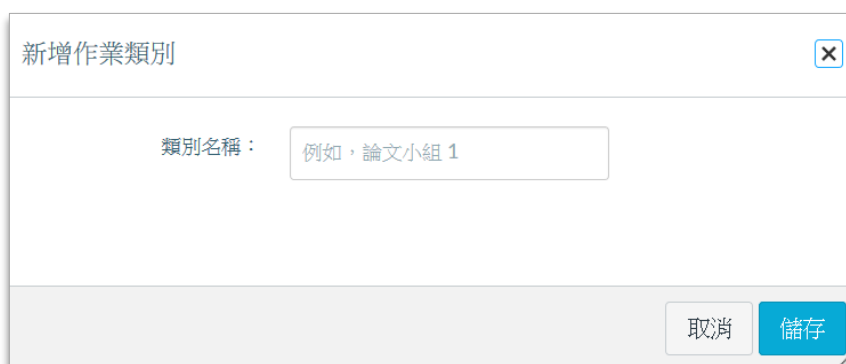 新增作業類別
類別名稱：
例如，論文小組 1
取消
儲存